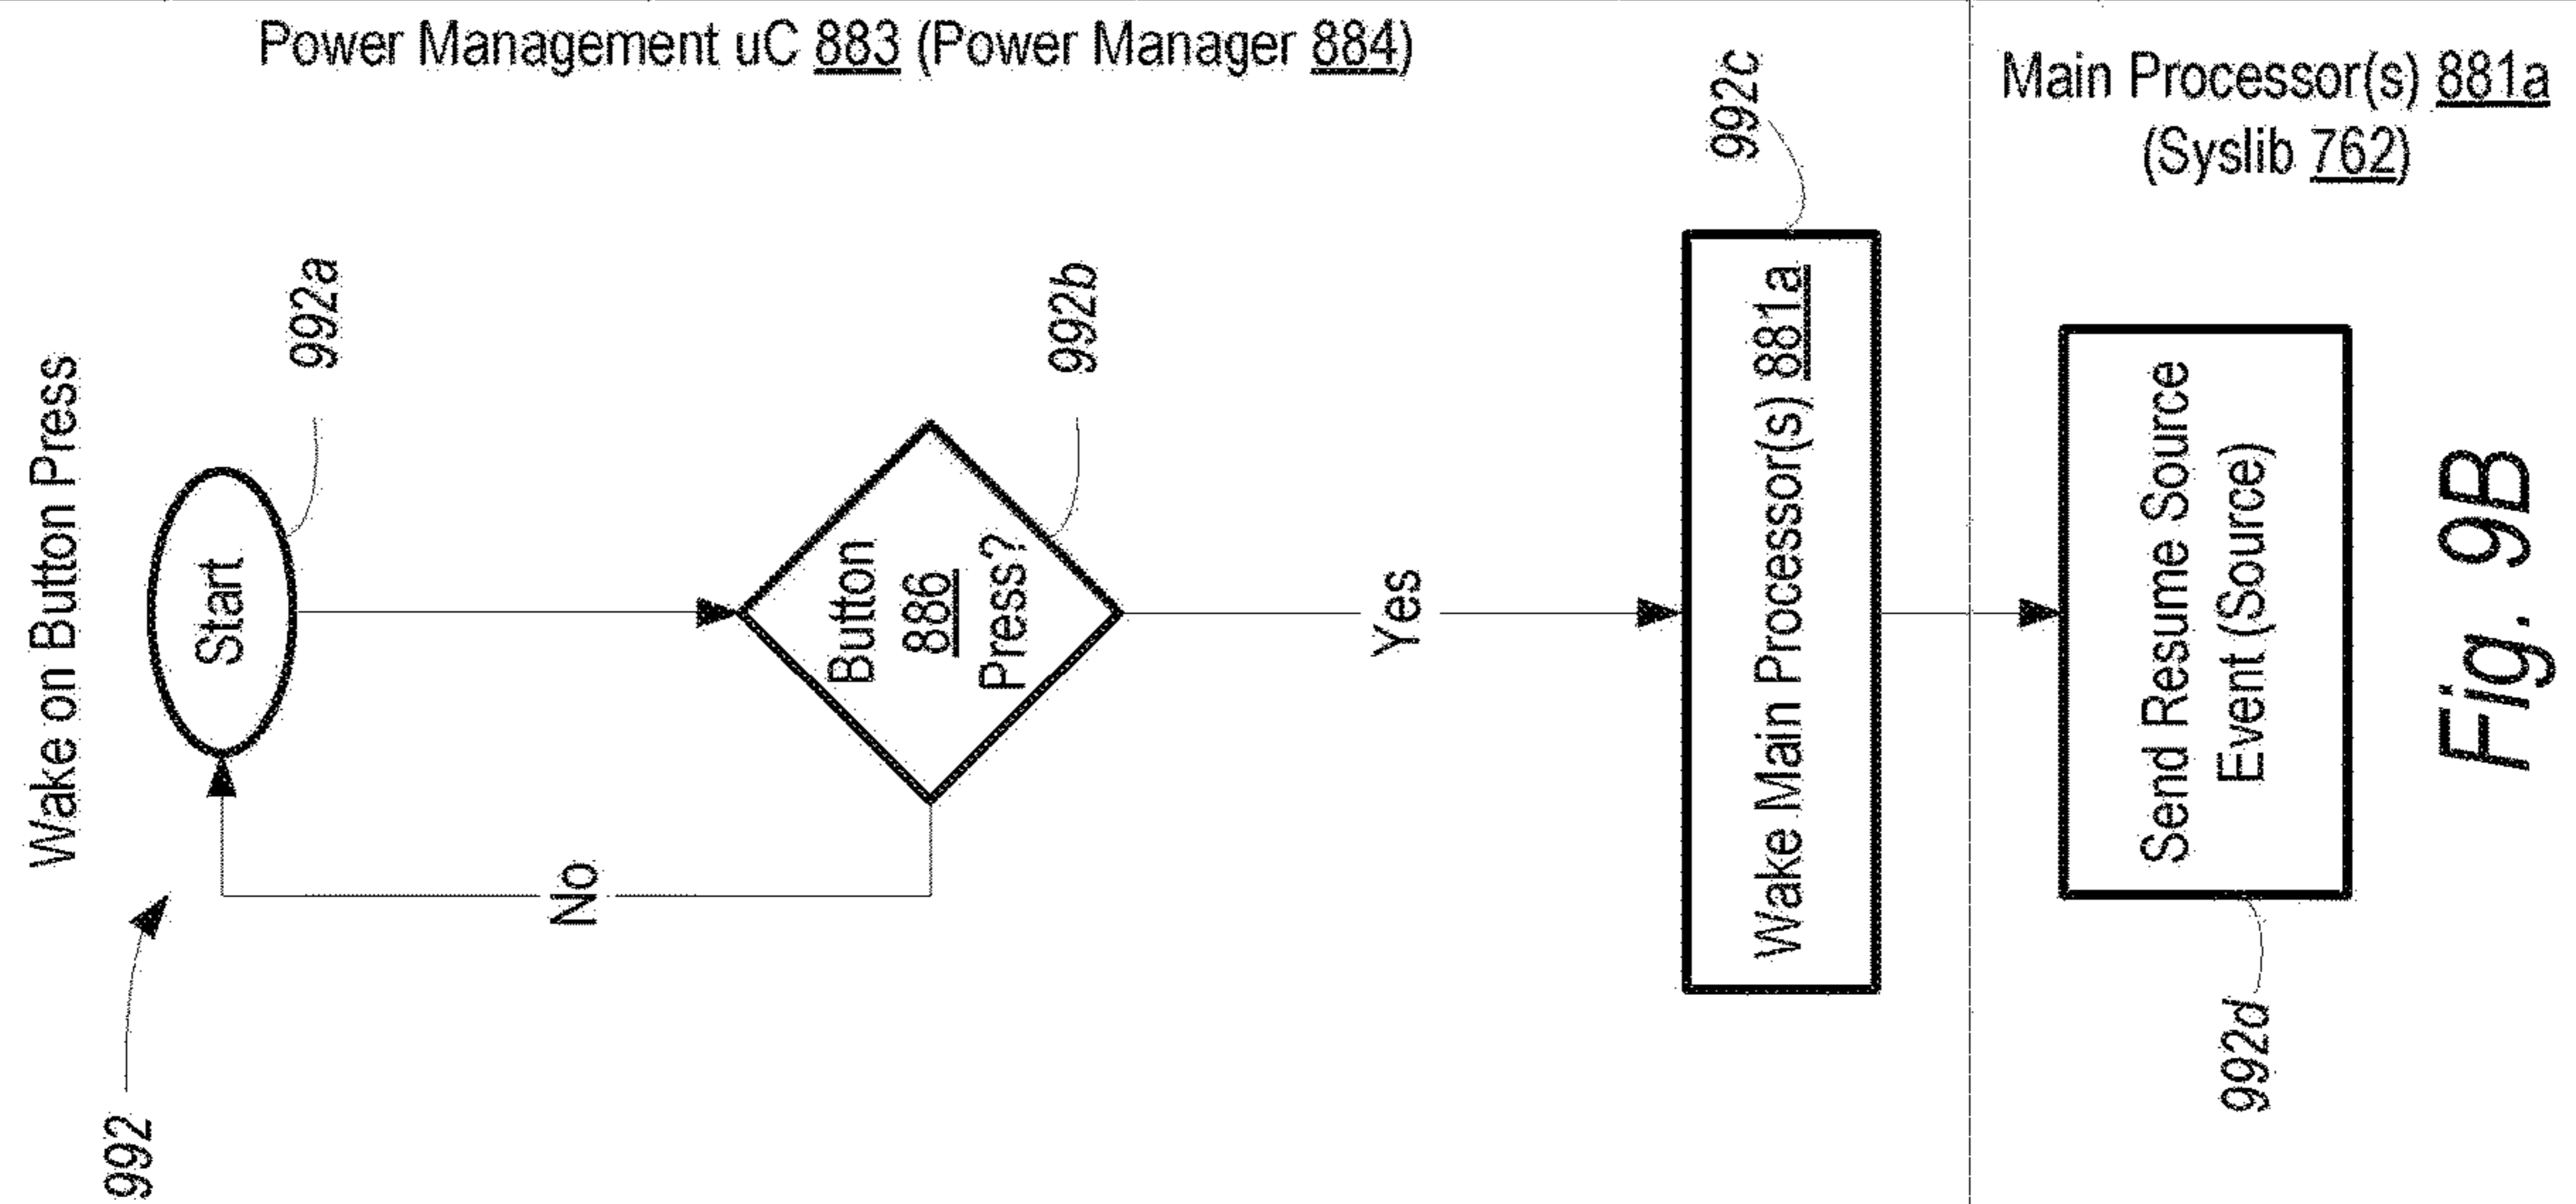 Power Management uC 883 (Power Manager 884)
Main Processor(s) 881a
(Syslib 762)
Wake on Button Press
992
Start
992a
No
Button
886
Press?
992b
Yes
Wake Main Processor(s) 881a
992c
Send Resume Source
Event (Source)
992d
Fig. 9B